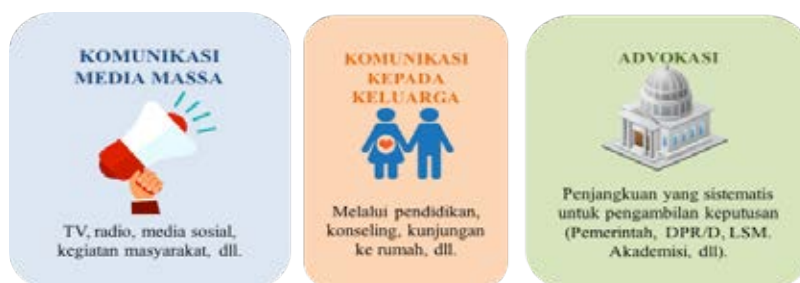 KOMUNIKASI
MEDIA MASSA
TV, radio, media sosial,
kegiatan masyarakat, dll.
KOMUNIKASI
KEPADA
KELUARGA
Melalui pendidikan,
konseling, kunjungan
ke rumah, dll.
ADVOKASI
Penjangkuan yang sistematis
untuk pengambilan keputusan
(Pemerintah, DPR/D, LSM.
Akademisi, dll).